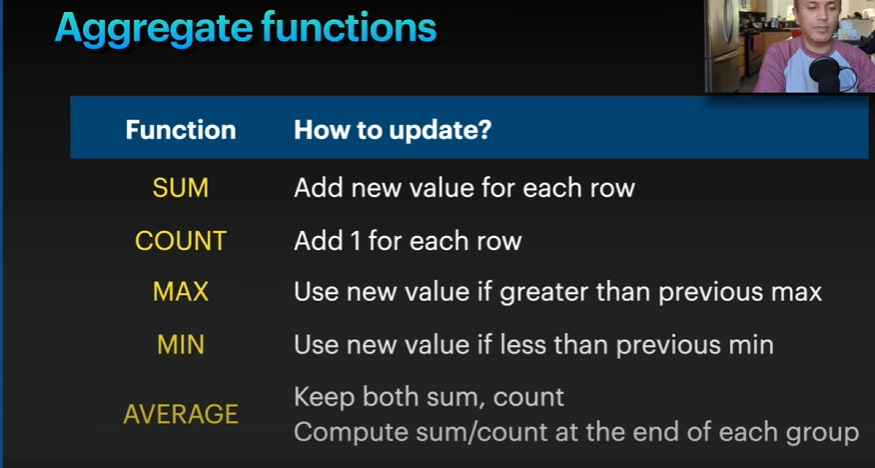 Aggregate functions
Function How to update?
SUM Add new value for each row
COUNT Add 1 for each row
MAX Use new value if greater than previous max
MIN Use new value if less than previous min
AVERAGE Keep both sum, count
Compute sum/count at the end of each group